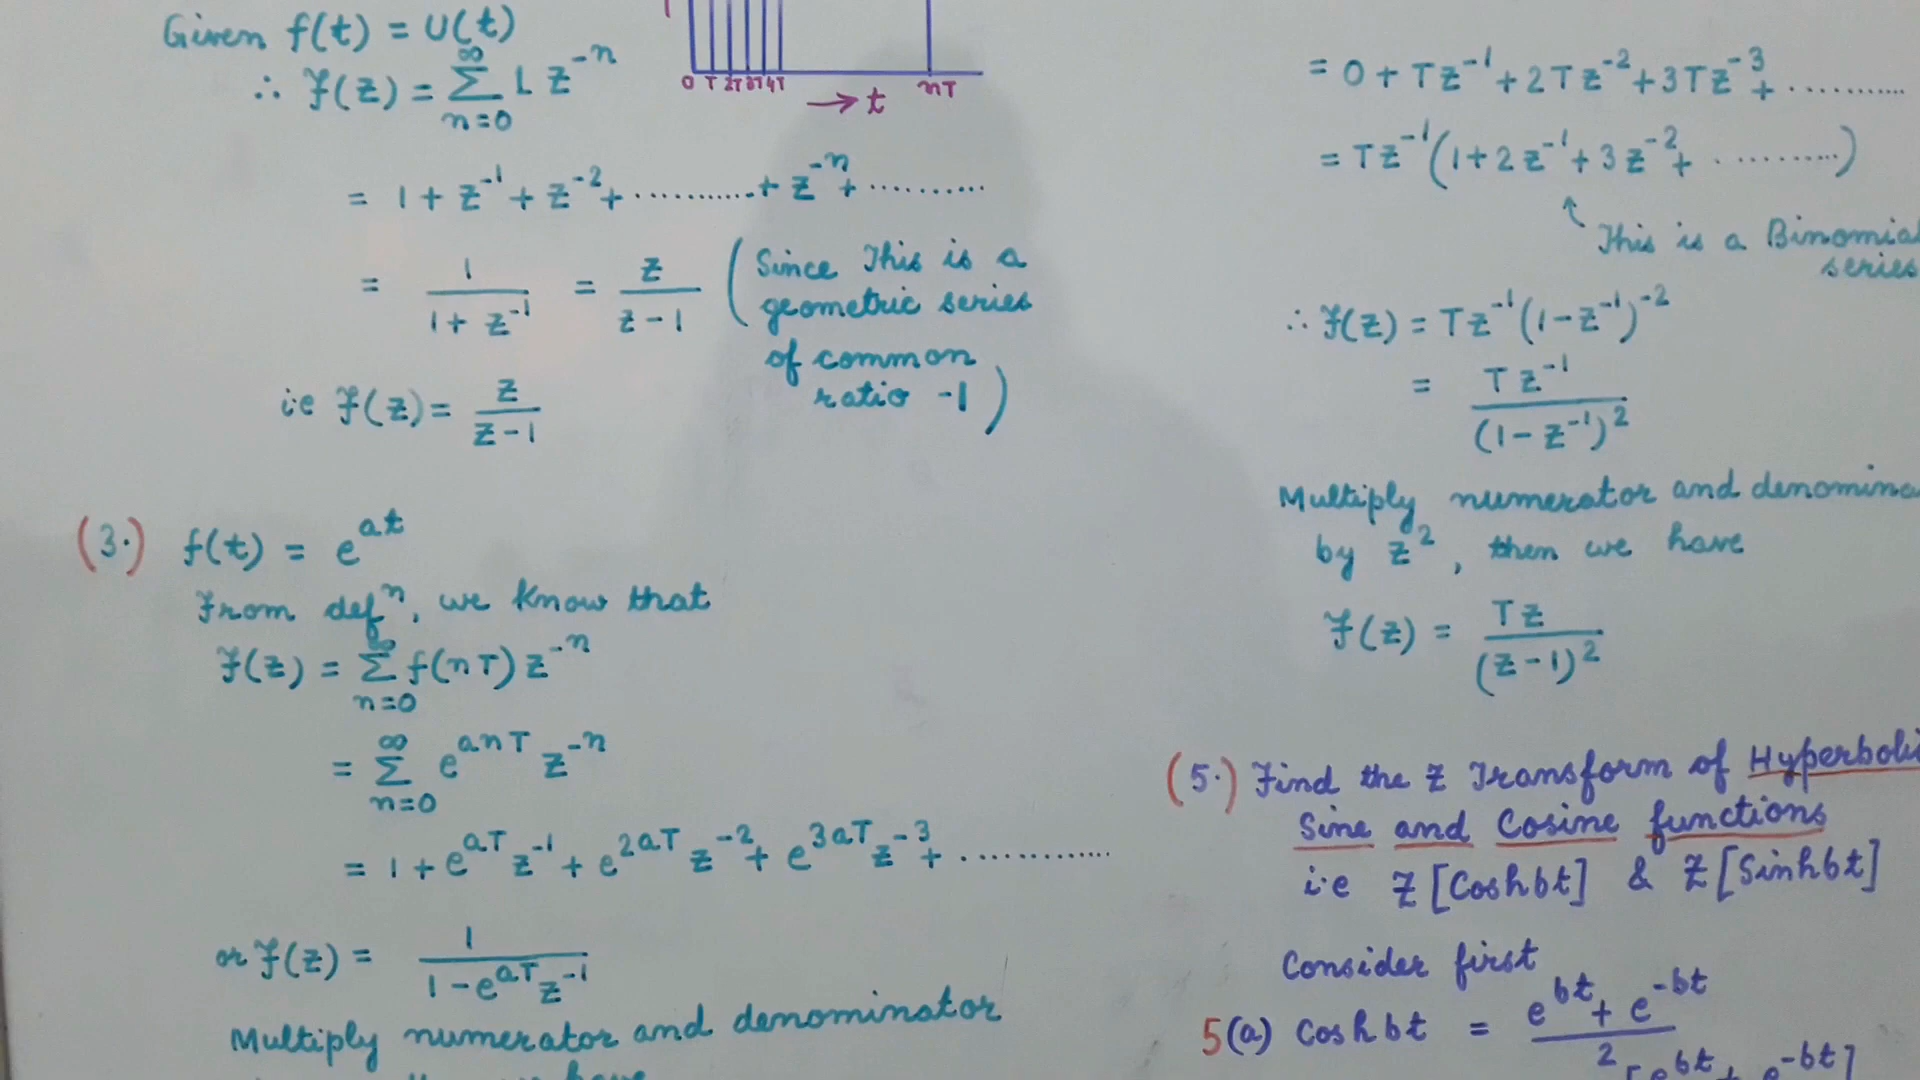 Given f(t) = U(t)
∴ F(z) = ∑_{n=0}^{∞} 1 z^{-n}
0 T 2T 3T 4T nT
→ t
= 1 + z^{-1} + z^{-2} + ........... + z^{-n} + ..........
= 1/(1 + z^{-1}) = z/(z-1) (Since This is a
geometric series
of common
ratio -1)
i.e F(z) = z/(z-1)
(3.) f(t) = e^{at}
From defⁿ, we know that
F(z) = ∑_{n=0}^{∞} f(nT) z^{-n}
= ∑_{n=0}^{∞} e^{anT} z^{-n}
= 1 + e^{aT} z^{-1} + e^{2aT} z^{-2} + e^{3aT} z^{-3} + .............
or F(z) = 1/(1 - e^{aT} z^{-1})
Multiply numerator and denominator
have
= 0 + Tz^{-1} + 2Tz^{-2} + 3Tz^{-3} + ...........
= Tz^{-1}(1 + 2z^{-1} + 3z^{-2} + ...........)
This is a Binomial
series
∴ F(z) = Tz^{-1}(1 - z^{-1})^{-2}
= Tz^{-1}/(1 - z^{-1})^2
Multiply numerator and denomina
by z^2, then we have
F(z) = Tz/(z-1)^2
(5.) Find the Z Transform of Hyperboli
Sine and Cosine functions
i.e Z[Coshbt] & Z[Sinhbt]
Consider first
5(a) Coshbt = (e^{bt} + e^{-bt})/2
[e^{bt} + e^{-bt}]